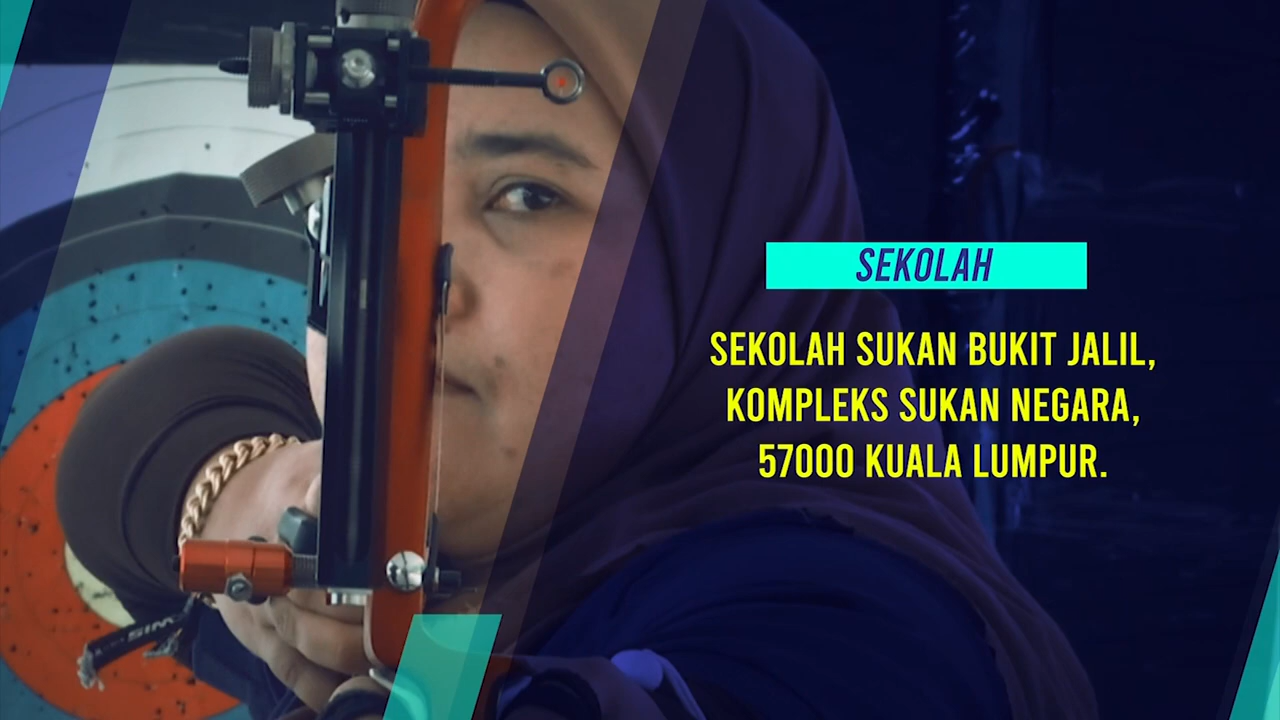 SEKOLAH
SEKOLAH SUKAN BUKIT JALIL,
KOMPLEKS SUKAN NEGARA,
57000 KUALA LUMPUR.